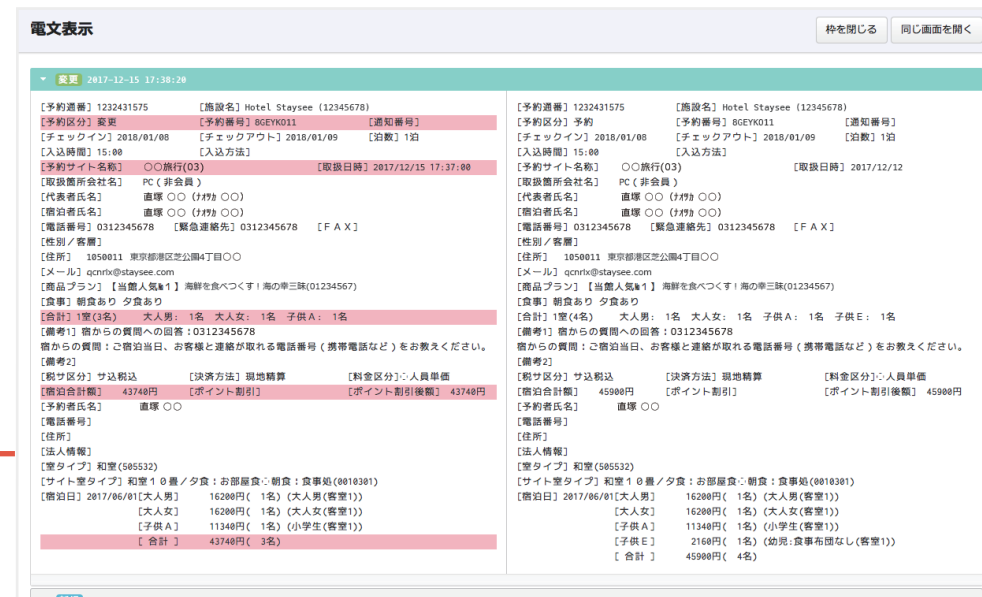 電文表示
枠を閉じる
同じ画面を開く
変更 2017-12-15 17:38:20
[予約通番] 1232431575 [施設名] Hotel Staysee (12345678)
[予約区分] 変更 [予約番号] 8GEYKO11 [通知番号]
[チェックイン] 2018/01/08 [チェックアウト] 2018/01/09 [泊数] 1泊
[入込時間] 15:00 [入込方法]
[予約サイト名称] 〇〇旅行(03) [取扱日時] 2017/12/15 17:37:00
[取扱箇所会社名] PC(非会員)
[代表者氏名] 直塚 〇〇 (ﾅｵﾂｶ 〇〇)
[宿泊者氏名] 直塚 〇〇 (ﾅｵﾂｶ 〇〇)
[電話番号] 0312345678 [緊急連絡先] 0312345678 [ＦＡＸ]
[性別／客層]
[住所] 1050011 東京都港区芝公園4丁目〇〇
[メール] qcnrlx@staysee.com
[商品プラン] 【当館人気№１】 海鮮を食べつくす！海の幸三昧(01234567)
[食事] 朝食あり 夕食あり
[合計] 1室(3名) 大人男: 1名 大人女: 1名 子供Ａ: 1名
[備考1] 宿からの質問への回答：0312345678
宿からの質問：ご宿泊当日、お客様と連絡が取れる電話番号(携帯電話など)をお教えください。
[備考2]
[税サ区分] サ込税込 [決済方法] 現地精算 [料金区分] 人員単価
[宿泊合計額] 43740円 [ポイント割引] [ポイント割引後額] 43740円
[予約者氏名] 直塚 〇〇
[電話番号]
[住所]
[法人情報]
[室タイプ] 和室(505532)
[サイト室タイプ] 和室１０畳／夕食：お部屋食 朝食：食事処(0010301)
[宿泊日] 2017/06/01[大人男] 16200円( 1名) (大人男(客室1))
[大人女] 16200円( 1名) (大人女(客室1))
[子供Ａ] 11340円( 1名) (小学生(客室1))
[ 合計 ] 43740円( 3名)
[予約通番] 1232431575 [施設名] Hotel Staysee (12345678)
[予約区分] 予約 [予約番号] 8GEYKO11 [通知番号]
[チェックイン] 2018/01/08 [チェックアウト] 2018/01/09 [泊数] 1泊
[入込時間] 15:00 [入込方法]
[予約サイト名称] 〇〇旅行(03) [取扱日時] 2017/12/12
[取扱箇所会社名] PC(非会員)
[代表者氏名] 直塚 〇〇 (ﾅｵﾂｶ 〇〇)
[宿泊者氏名] 直塚 〇〇 (ﾅｵﾂｶ 〇〇)
[電話番号] 0312345678 [緊急連絡先] 0312345678 [ＦＡＸ]
[性別／客層]
[住所] 1050011 東京都港区芝公園4丁目〇〇
[メール] qcnrlx@staysee.com
[商品プラン] 【当館人気№１】 海鮮を食べつくす！海の幸三昧(01234567)
[食事] 朝食あり 夕食あり
[合計] 1室(4名) 大人男: 1名 大人女: 1名 子供Ａ: 1名 子供Ｅ: 1名
[備考1] 宿からの質問への回答：0312345678
宿からの質問：ご宿泊当日、お客様と連絡が取れる電話番号(携帯電話など)をお教えください。
[備考2]
[税サ区分] サ込税込 [決済方法] 現地精算 [料金区分] 人員単価
[宿泊合計額] 45900円 [ポイント割引] [ポイント割引後額] 45900円
[予約者氏名] 直塚 〇〇
[電話番号]
[住所]
[法人情報]
[室タイプ] 和室(505532)
[サイト室タイプ] 和室１０畳／夕食：お部屋食 朝食：食事処(0010301)
[宿泊日] 2017/06/01[大人男] 16200円( 1名) (大人男(客室1))
[大人女] 16200円( 1名) (大人女(客室1))
[子供Ａ] 11340円( 1名) (小学生(客室1))
[子供Ｅ] 2160円( 1名) (幼児:食事布団なし(客室1))
[ 合計 ] 45900円( 4名)